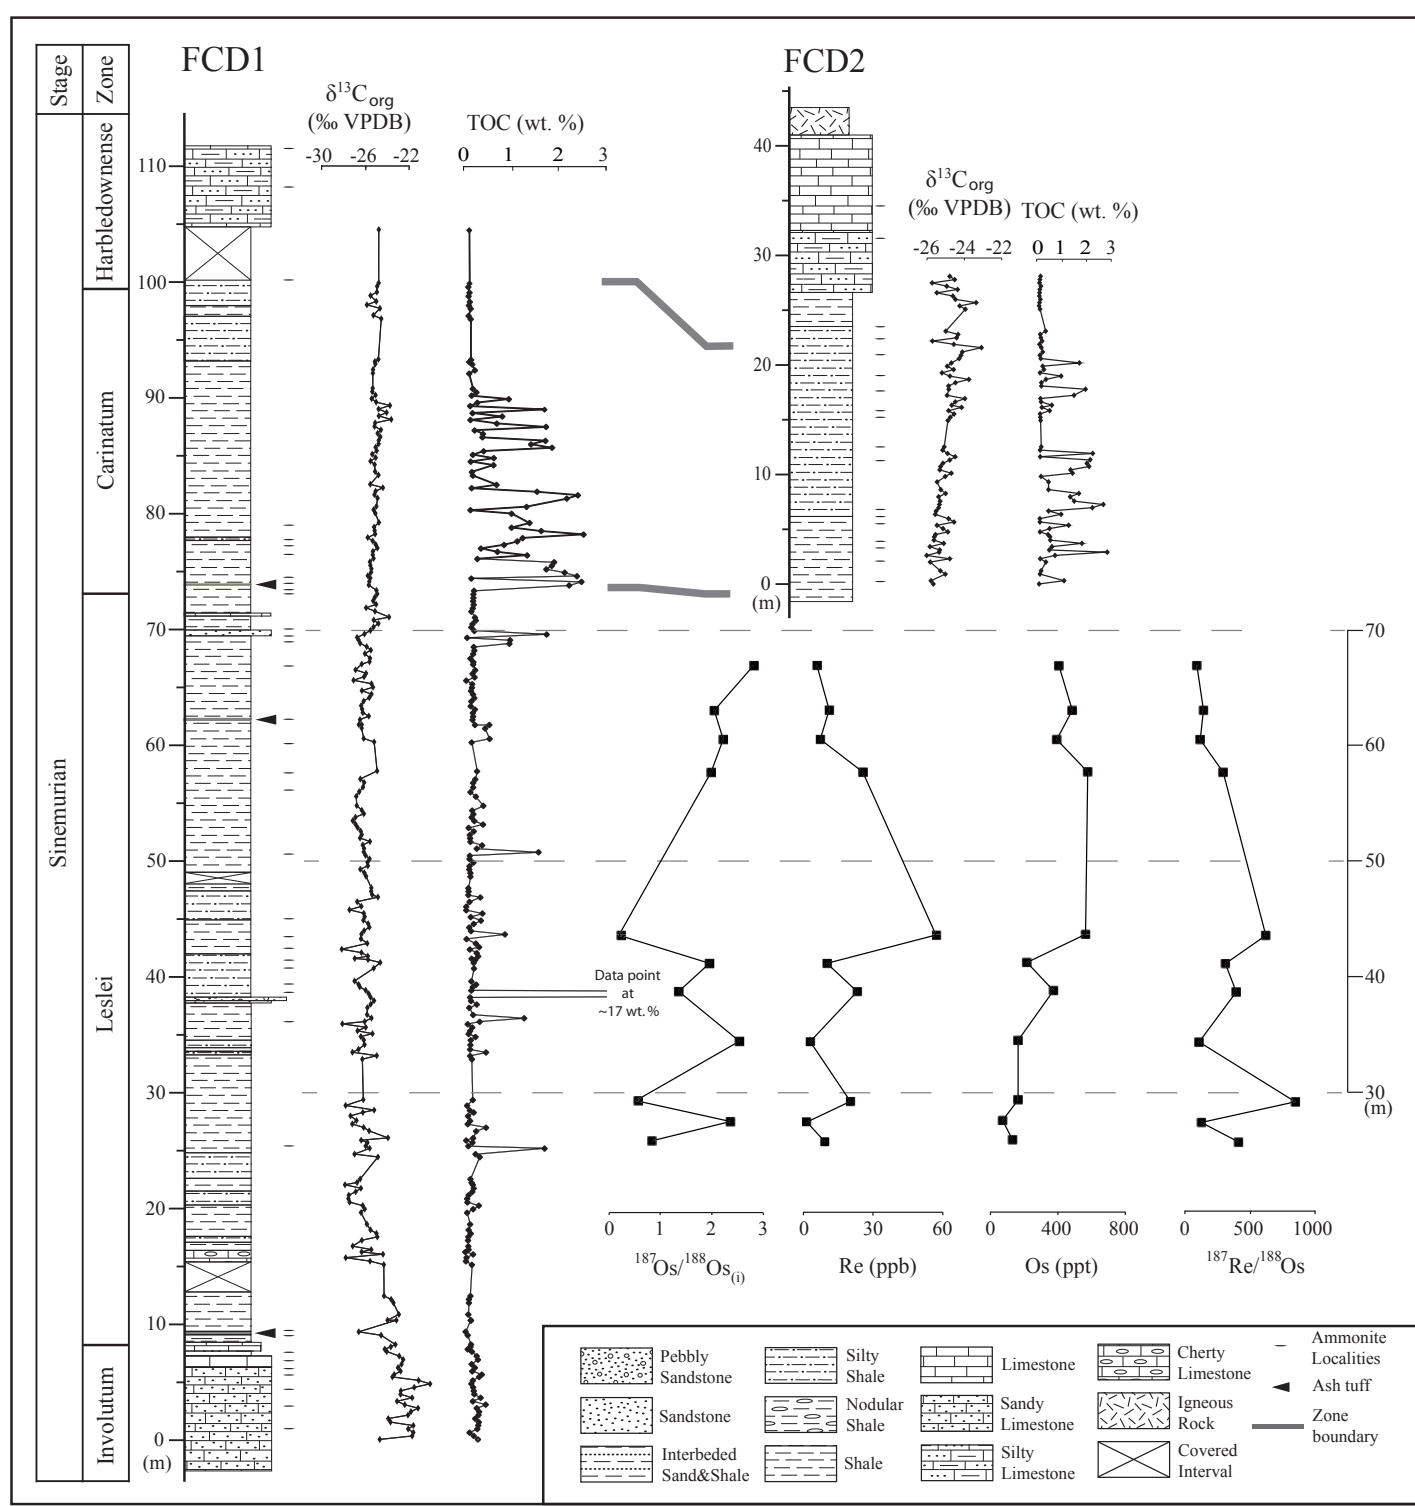 Stage
Zone
FCD1
FCD2
δ¹³Corg
(‰ VPDB)
TOC (wt. %)
-30 -26 -22
0 1 2 3
δ¹³Corg
(‰ VPDB)
TOC (wt. %)
-26 -24 -22
0 1 2 3
Sinemurian
Harbledownense
Carinatum
Leslei
Involutum
110
100
90
80
70
60
50
40
30
20
10
0
(m)
40
30
20
10
0
(m)
70
60
50
40
30
(m)
Data point
at
~17 wt. %
0 1 2 3
¹⁸⁷Os/¹⁸⁸Os(i)
0 30 60
Re (ppb)
0 400 800
Os (ppt)
0 500 1000
¹⁸⁷Re/¹⁸⁸Os
Pebbly
Sandstone
Sandstone
Interbeded
Sand&Shale
Silty
Shale
Nodular
Shale
Shale
Limestone
Sandy
Limestone
Silty
Limestone
Cherty
Limestone
Igneous
Rock
Covered
Interval
Ammonite
Localities
Ash tuff
Zone
boundary